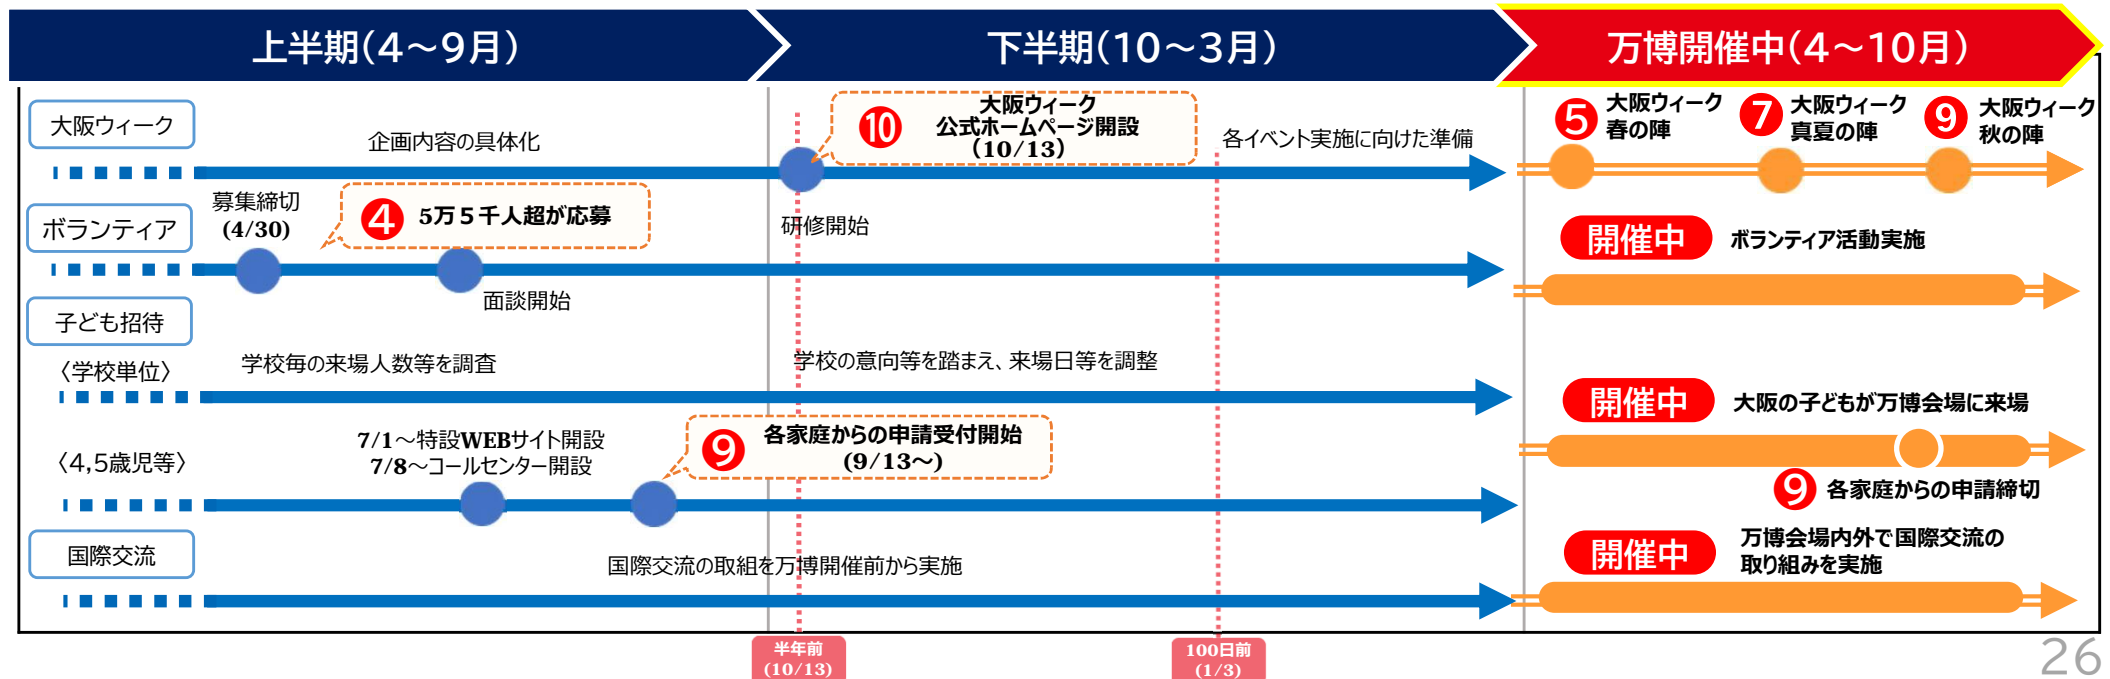 上半期(4～9月)
下半期(10～3月)
万博開催中(4～10月)
大阪ウィーク
企画内容の具体化
❿
大阪ウィーク
公式ホームページ開設
(10/13)
各イベント実施に向けた準備
❺
大阪ウィーク
春の陣
❼
大阪ウィーク
真夏の陣
❾
大阪ウィーク
秋の陣
ボランティア
募集締切
(4/30)
❹
5万５千人超が応募
面談開始
研修開始
開催中
ボランティア活動実施
子ども招待
〈学校単位〉
学校毎の来場人数等を調査
学校の意向等を踏まえ、来場日等を調整
開催中
大阪の子どもが万博会場に来場
〈4,5歳児等〉
7/1～特設WEBサイト開設
7/8～コールセンター開設
❾
各家庭からの申請受付開始
(9/13～)
❾
各家庭からの申請締切
国際交流
国際交流の取組を万博開催前から実施
開催中
万博会場内外で国際交流の
取り組みを実施
半年前
(10/13)
100日前
(1/3)
26